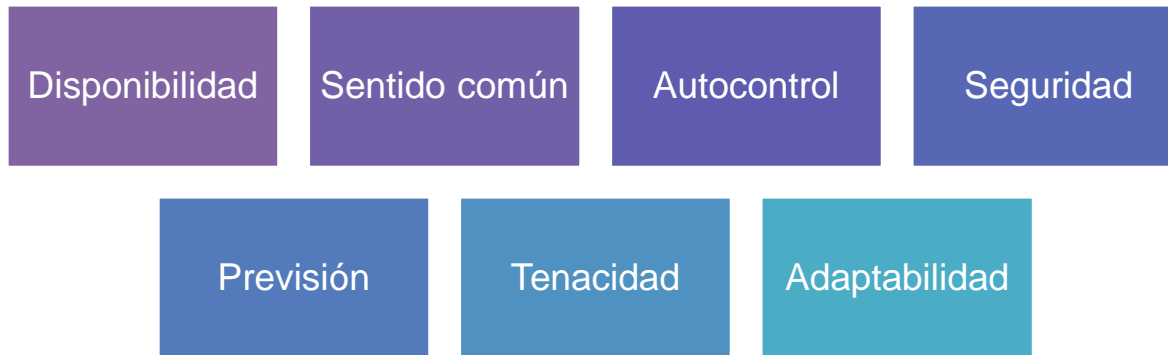 Disponibilidad
Sentido común
Autocontrol
Seguridad
Previsión
Tenacidad
Adaptabilidad